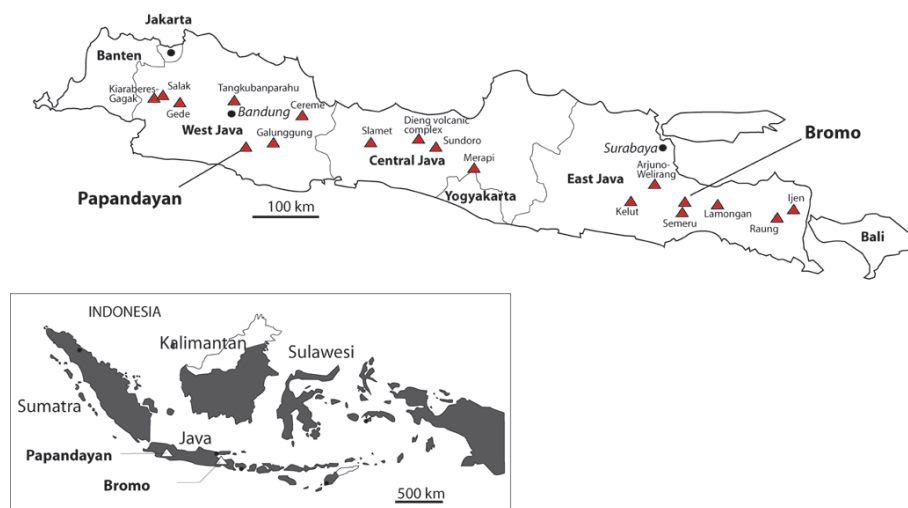 Jakarta
Banten
Kiaraberes-
Gagak
Salak
Gede
Tangkubanparahu
Bandung
Cereme
West Java
Galunggung
Papandayan
100 km
Slamet
Dieng volcanic
complex
Sundoro
Central Java
Merapi
Yogyakarta
Surabaya
Bromo
Arjuno-
Welirang
East Java
Kelut
Semeru
Lamongan
Raung
Ijen
Bali
INDONESIA
Kalimantan
Sulawesi
Sumatra
Java
Papandayan
Bromo
500 km